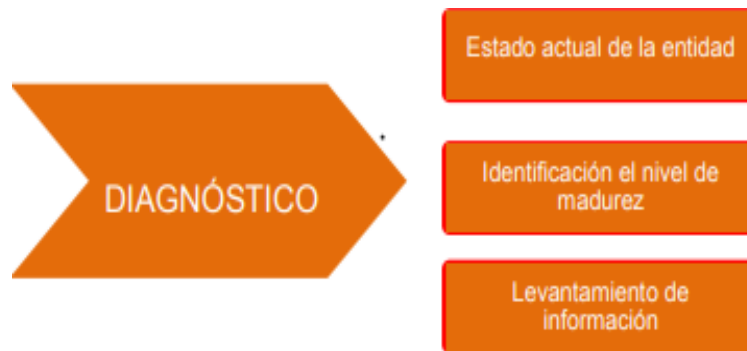 DIAGNÓSTICO
Estado actual de la entidad
Identificación el nivel de
madurez
Levantamiento de
información